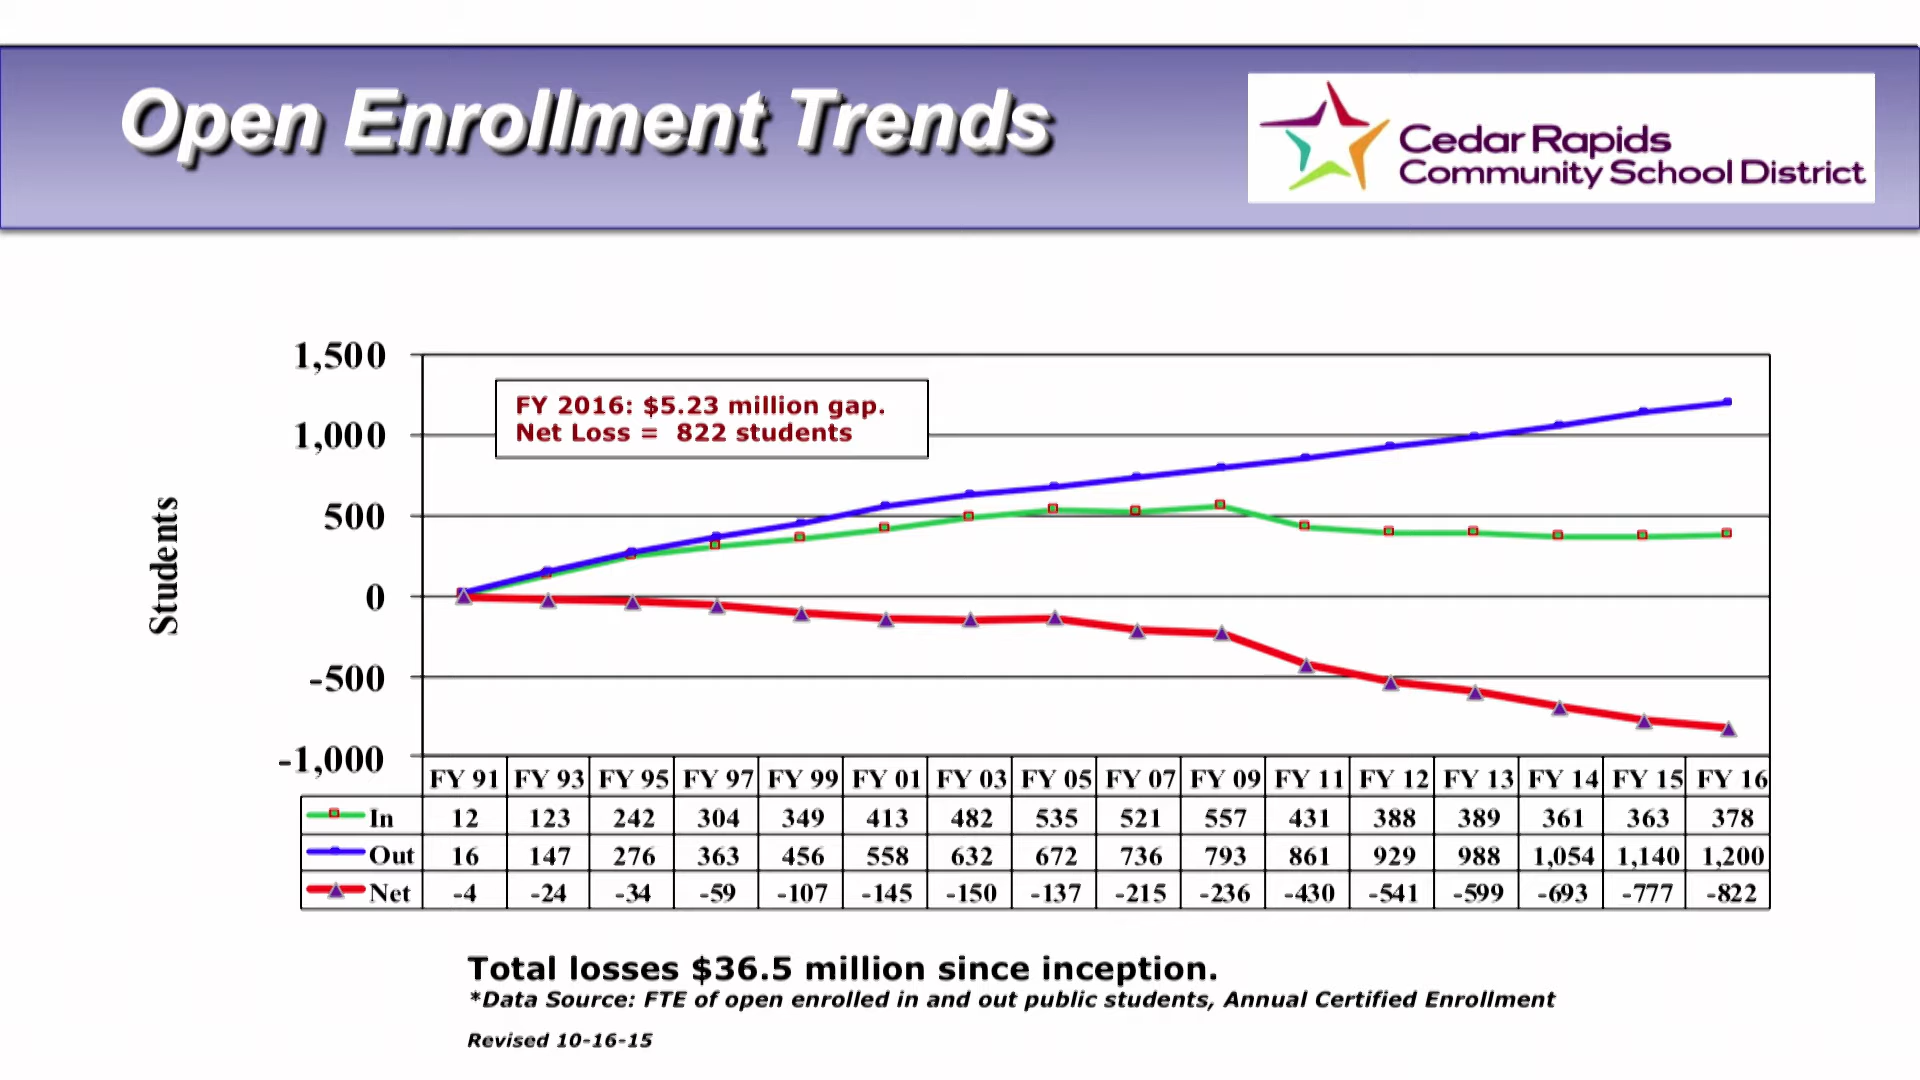 Open Enrollment Trends
Cedar Rapids
Community School District
1,500
1,000
500
0
-500
-1,000
Students
FY 2016: $5.23 million gap.
Net Loss = 822 students
FY 91 FY 93 FY 95 FY 97 FY 99 FY 01 FY 03 FY 05 FY 07 FY 09 FY 11 FY 12 FY 13 FY 14 FY 15 FY 16
In 12 123 242 304 349 413 482 535 521 557 431 388 389 361 363 378
Out 16 147 276 363 456 558 632 672 736 793 861 929 988 1,054 1,140 1,200
Net -4 -24 -34 -59 -107 -145 -150 -137 -215 -236 -430 -541 -599 -693 -777 -822
Total losses $36.5 million since inception.
*Data Source: FTE of open enrolled in and out public students, Annual Certified Enrollment
Revised 10-16-15